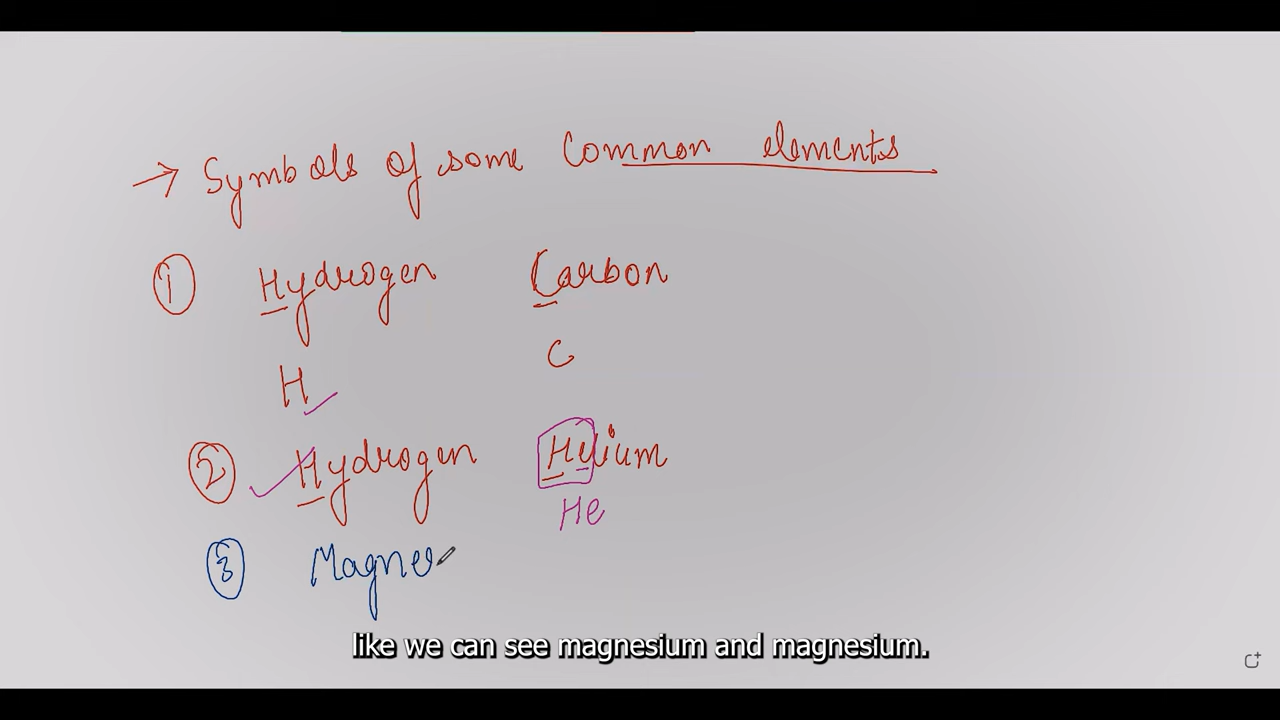 → Symbols of some Common elements
① Hydrogen Carbon
H C
② Hydrogen Helium
He
③ Magnes
like we can see magnesium and magnesium.